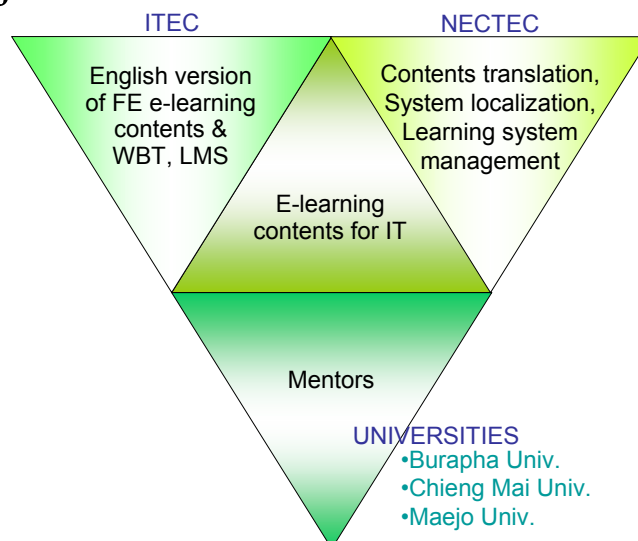 ITEC
NECTEC
English version
of FE e-learning
contents &
WBT, LMS
Contents translation,
System localization,
Learning system
management
E-learning
contents for IT
Mentors
UNIVERSITIES
•Burapha Univ.
•Chieng Mai Univ.
•Maejo Univ.